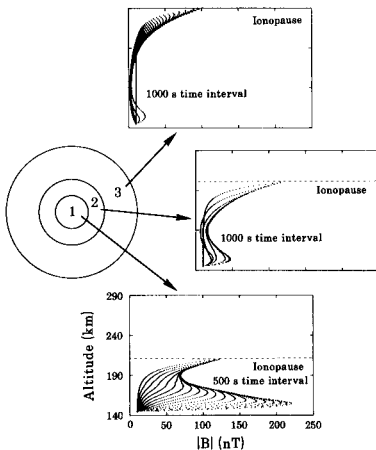 Ionopause
1000 s time interval
3
2
1
Ionopause
1000 s time interval
290
240
190
140
Altitude (km)
Ionopause
500 s time interval
0 50 100 150 200 250
|B| (nT)